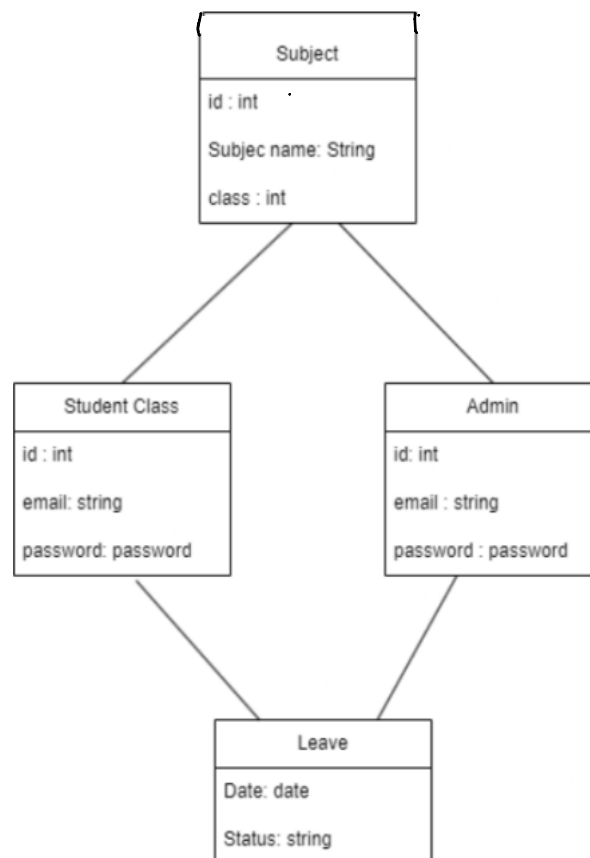 Subject
id : int
Subjec name: String
class : int
Student Class
id : int
email: string
password: password
Admin
id: int
email : string
password : password
Leave
Date: date
Status: string